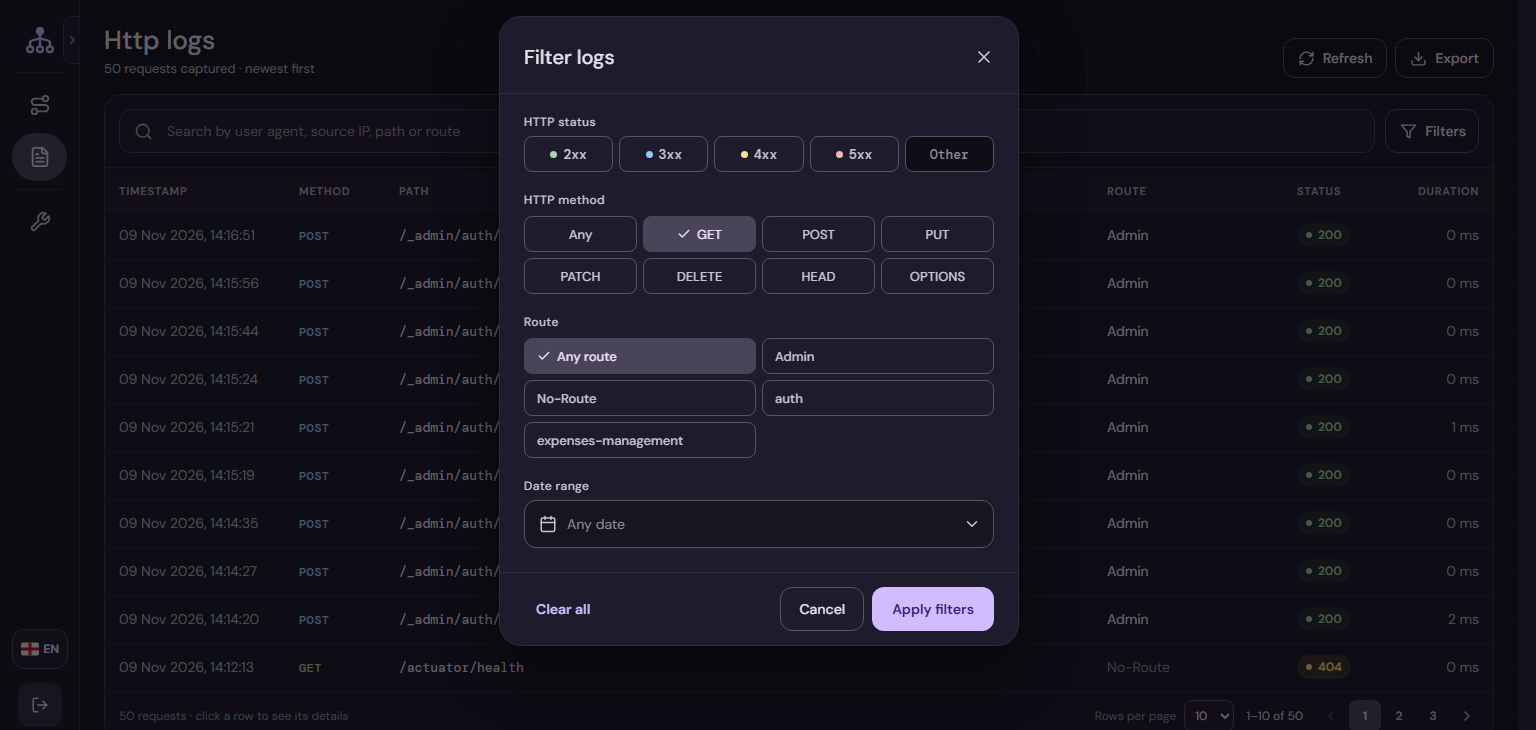 Http logs
50 requests captured · newest first
Refresh
Export
Search by user agent, source IP, path or route
Filters
TIMESTAMP METHOD PATH ROUTE STATUS DURATION
09 Nov 2026, 14:16:51 POST /_admin/auth/ Admin 200 0 ms
09 Nov 2026, 14:15:56 POST /_admin/auth/ Admin 200 0 ms
09 Nov 2026, 14:15:44 POST /_admin/auth/ Admin 200 0 ms
09 Nov 2026, 14:15:24 POST /_admin/auth/ Admin 200 0 ms
09 Nov 2026, 14:15:21 POST /_admin/auth/ Admin 200 1 ms
09 Nov 2026, 14:15:19 POST /_admin/auth/ Admin 200 0 ms
09 Nov 2026, 14:14:35 POST /_admin/auth/ Admin 200 0 ms
09 Nov 2026, 14:14:27 POST /_admin/auth/ Admin 200 0 ms
09 Nov 2026, 14:14:20 POST /_admin/auth/ Admin 200 2 ms
09 Nov 2026, 14:12:13 GET /actuator/health No-Route 404 0 ms
50 requests · click a row to see its details
Rows per page 10 1–10 of 50 1 2 3
EN
Filter logs
HTTP status
2xx 3xx 4xx 5xx Other
HTTP method
Any GET POST PUT
PATCH DELETE HEAD OPTIONS
Route
Any route Admin
No-Route auth
expenses-management
Date range
Any date
Clear all Cancel Apply filters